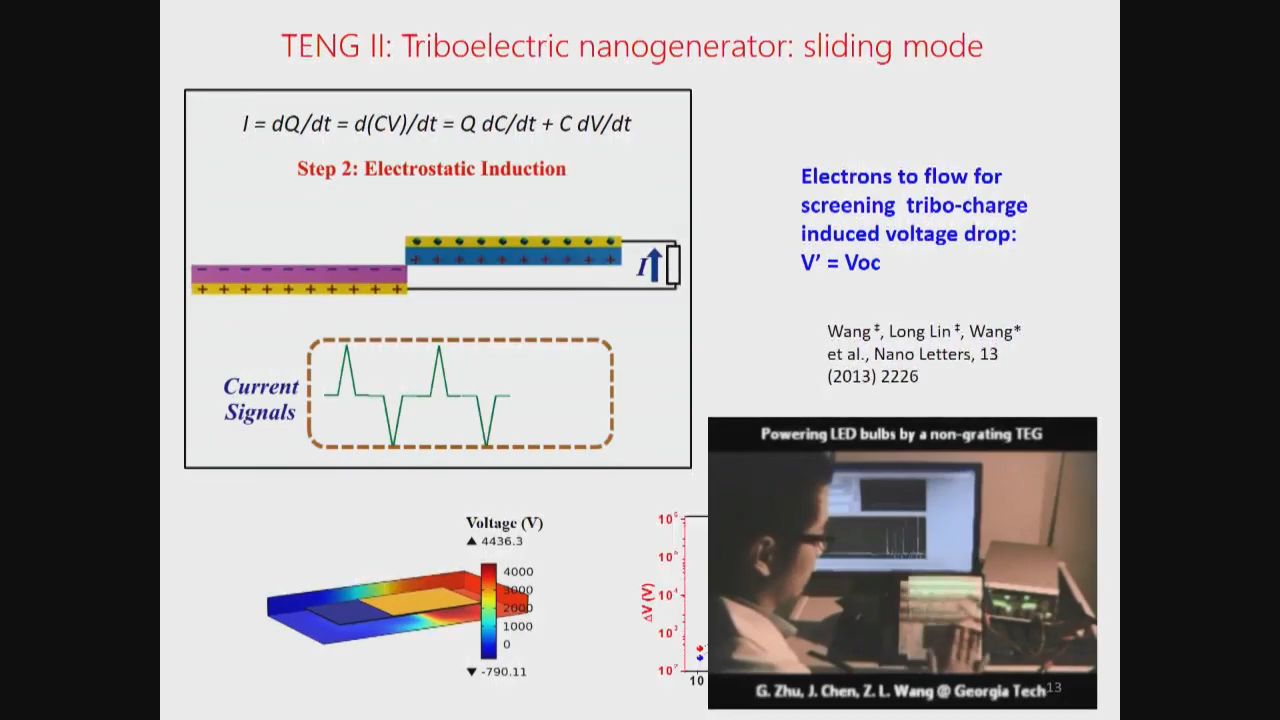 TENG II: Triboelectric nanogenerator: sliding mode
I = dQ/dt = d(CV)/dt = Q dC/dt + C dV/dt
Step 2: Electrostatic Induction
I
Current
Signals
Electrons to flow for
screening tribo-charge
induced voltage drop:
V’ = Voc
Wang‡, Long Lin‡, Wang*
et al., Nano Letters, 13
(2013) 2226
Voltage (V)
▲ 4436.3
4000
3000
2000
1000
0
▼ -790.11
ΔV (V)
10⁴
10³
10
Powering LED bulbs by a non-grating TEG
G. Zhu, J. Chen, Z. L. Wang @ Georgia Tech
13